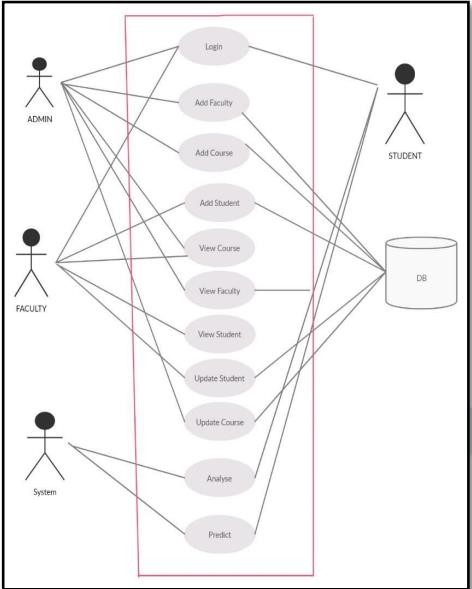 Login
Add Faculty
ADMIN
Add Course
STUDENT
Add Student
View Course
DB
View Faculty
FACULTY
View Student
Update Student
Update Course
Analyse
System
Predict